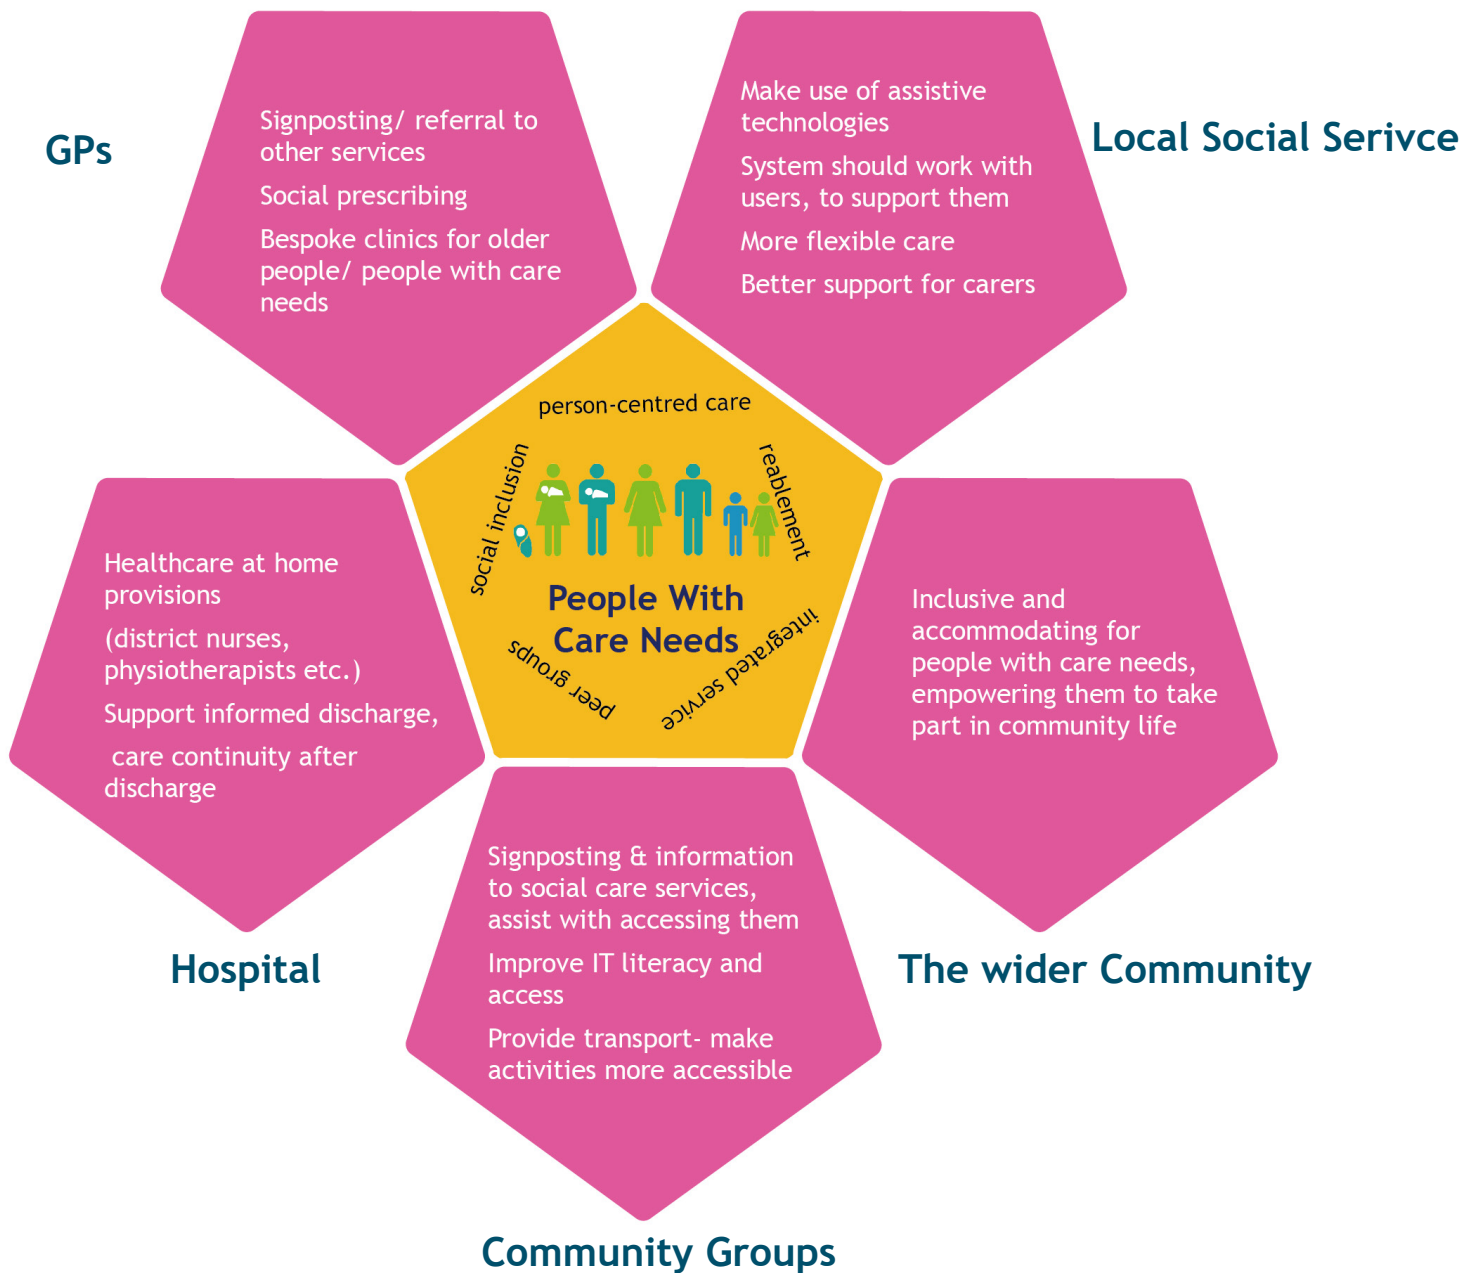 GPs
Signposting/ referral to
other services
Social prescribing
Bespoke clinics for older
people/ people with care
needs
Make use of assistive
technologies
System should work with
users, to support them
More flexible care
Better support for carers
Local Social Serivce
person-centred care
social inclusion
reablement
People With
Care Needs
peer groups
integrated service
Healthcare at home
provisions
(district nurses,
physiotherapists etc.)
Support informed discharge,
care continuity after
discharge
Hospital
Inclusive and
accommodating for
people with care needs,
empowering them to take
part in community life
The wider Community
Signposting & information
to social care services,
assist with accessing them
Improve IT literacy and
access
Provide transport- make
activities more accessible
Community Groups